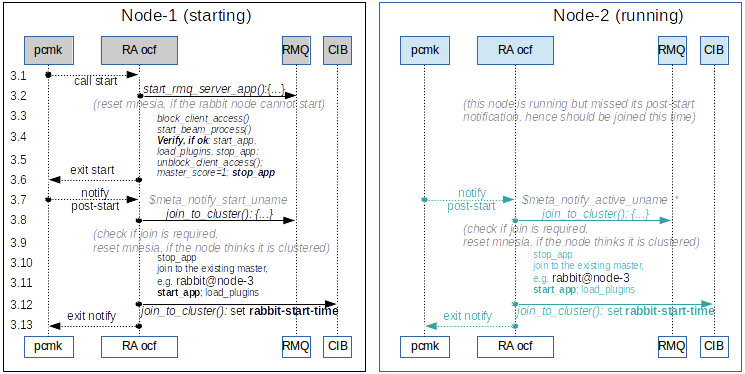 Node-1 (starting)
pcmk
RA ocf
RMQ
CIB
3.1
call start
3.2
start_rmq_server_app():{...}
(reset mnesia, if the rabbit node cannot start)
3.3
block_client_access()
start_beam_process()
3.4
Verify, if ok: start_app,
load_plugins, stop_app;
3.5
unblock_client_access();
exit start
master_score=1; stop_app
3.6
3.7
notify
post-start
$meta_notify_start_uname
3.8
join_to_cluster(): {...}
(check if join is required,
3.9
reset mnesia, if the node thinks it is clustered)
stop_app
3.10
join to the existing master,
3.11
e.g. rabbit@node-3
start_app; load_plugins
3.12
join_to_cluster(): set rabbit-start-time
3.13
exit notify
pcmk
RA ocf
RMQ
CIB
Node-2 (running)
pcmk
RA ocf
RMQ
CIB
(this node is running but missed its post-start
notification, hence should be joined this time)
notify
post-start
$meta_notify_active_uname *
join_to_cluster(): {...}
(check if join is required,
reset mnesia, if the node thinks it is clustered)
stop_app
join to the existing master,
e.g. rabbit@node-3
start_app; load_plugins
join_to_cluster(): set rabbit-start-time
exit notify
pcmk
RA ocf
RMQ
CIB